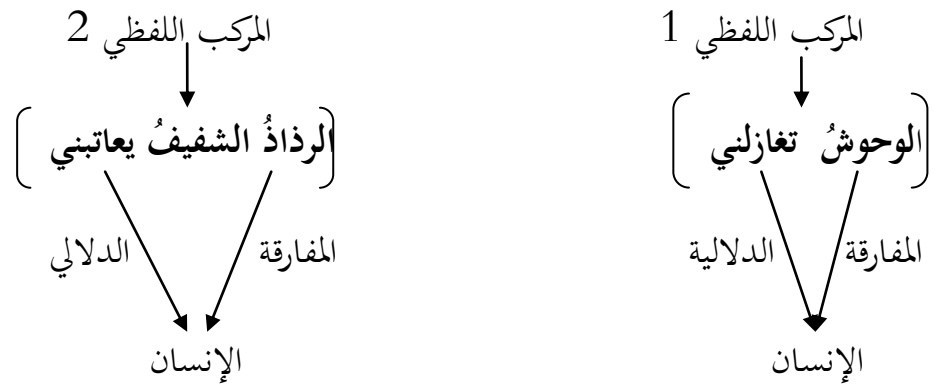 المركب اللفظي 1
الوحوشُ تغازلني
المفارقة الدلالية
الإنسان
المركب اللفظي 2
الرذاذُ الشفيفُ يعاتبني
المفارقة الدلالي
الإنسان